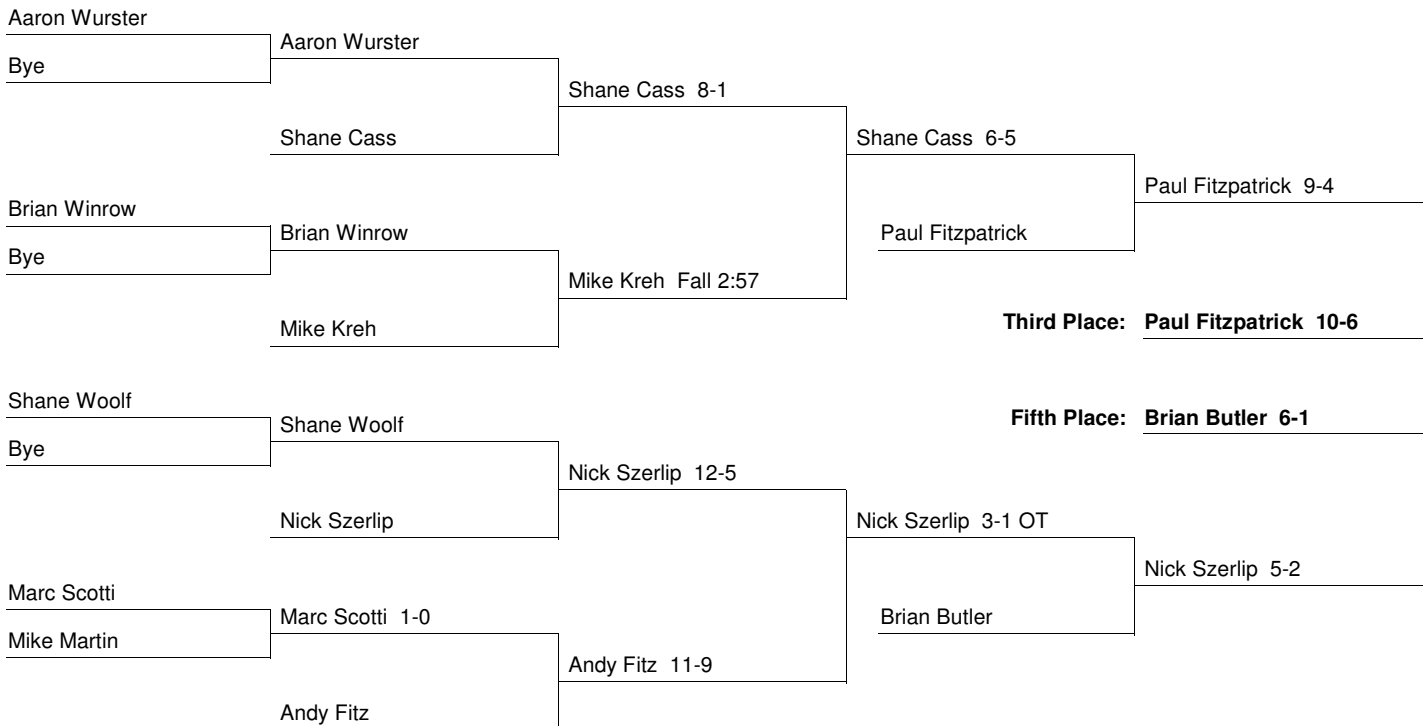 Aaron Wurster
Aaron Wurster
Bye
Shane Cass 8-1
Shane Cass
Shane Cass 6-5
Paul Fitzpatrick 9-4
Brian Winrow
Brian Winrow
Paul Fitzpatrick
Bye
Mike Kreh Fall 2:57
Mike Kreh
Third Place: Paul Fitzpatrick 10-6
Shane Woolf
Shane Woolf
Fifth Place: Brian Butler 6-1
Bye
Nick Szerlip 12-5
Nick Szerlip
Nick Szerlip 3-1 OT
Nick Szerlip 5-2
Marc Scotti
Marc Scotti 1-0
Brian Butler
Mike Martin
Andy Fitz 11-9
Andy Fitz